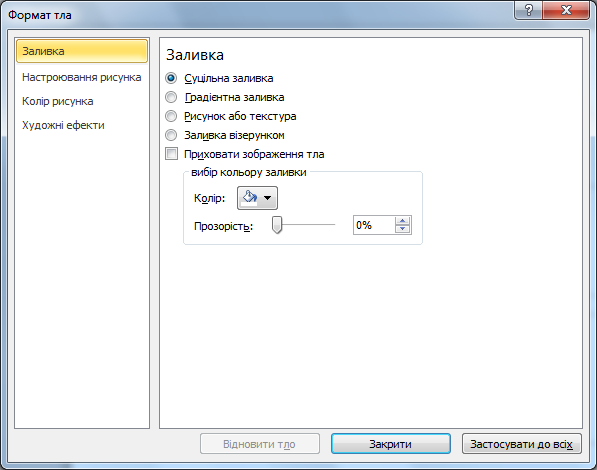 Формат тла
Заливка
Настроювання рисунка
Колір рисунка
Художні ефекти
Заливка
Суцільна заливка
Градієнтна заливка
Рисунок або текстура
Заливка візерунком
Приховати зображення тла
вибір кольору заливки
Колір:
Прозорість:
0%
Відновити тло
Закрити
Застосувати до всіх